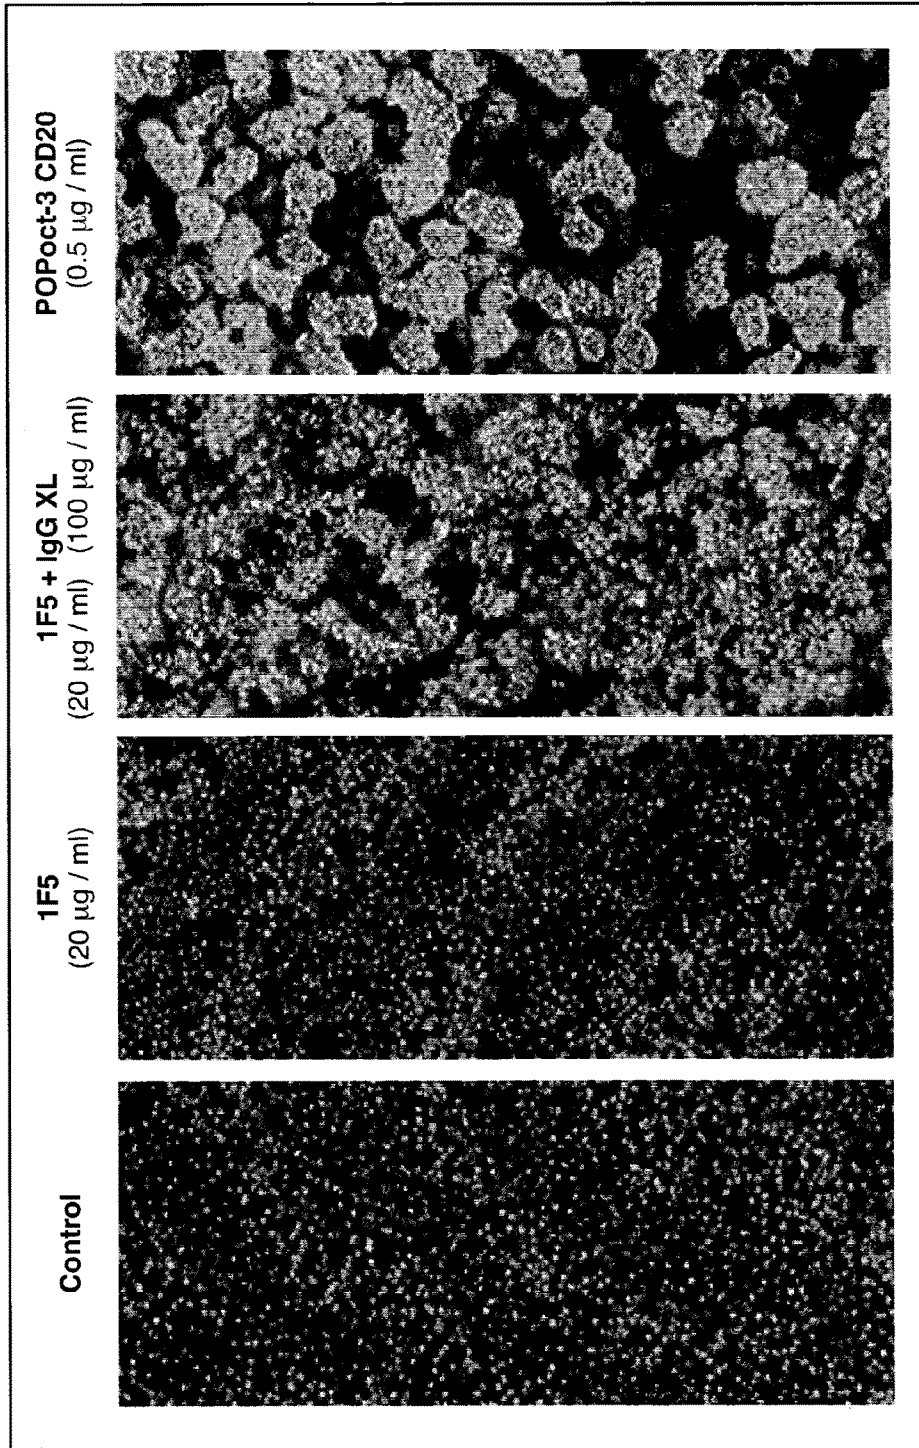 Control
1F5
(20 µg / ml)
1F5 + IgG XL
(20 µg / ml) (100 µg / ml)
POPoct-3 CD20
(0.5 µg / ml)